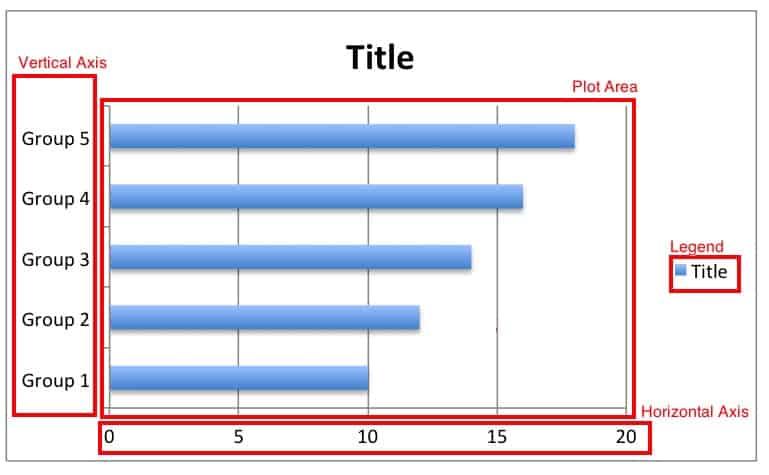 Title
Vertical Axis
Plot Area
Group 5
Group 4
Group 3
Group 2
Group 1
Legend
Title
Horizontal Axis
0 5 10 15 20